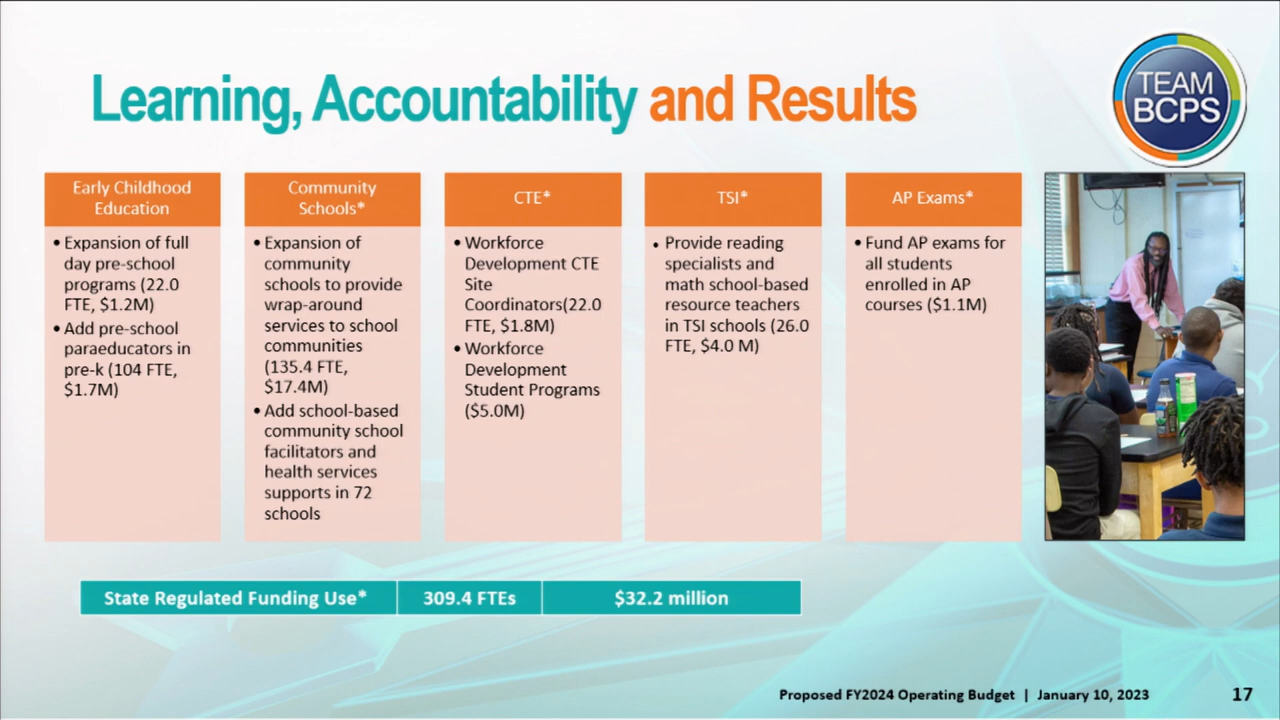 Learning, Accountability and Results
TEAM
BCPS
Early Childhood
Education
• Expansion of full
day pre-school
programs (22.0
FTE, $1.2M)
• Add pre-school
paraeducators in
pre-k (104 FTE,
$1.7M)
Community
Schools*
• Expansion of
community
schools to provide
wrap-around
services to school
communities
(135.4 FTE,
$17.4M)
• Add school-based
community school
facilitators and
health services
supports in 72
schools
CTE*
• Workforce
Development CTE
Site
Coordinators(22.0
FTE, $1.8M)
• Workforce
Development
Student Programs
($5.0M)
TSI*
• Provide reading
specialists and
math school-based
resource teachers
in TSI schools (26.0
FTE, $4.0 M)
AP Exams*
• Fund AP exams for
all students
enrolled in AP
courses ($1.1M)
State Regulated Funding Use* 309.4 FTEs $32.2 million
Proposed FY2024 Operating Budget | January 10, 2023 17